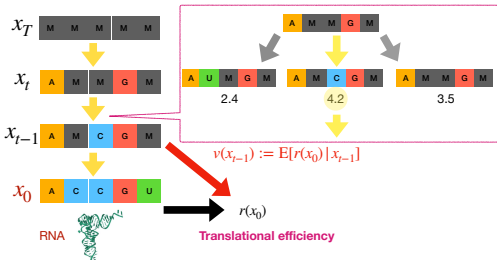 x_T M M M M M
A M M G M
x_t A M M G M
A U M G M A M C G M A M M G M
2.4 4.2 3.5
x_{t−1} A M C G M
v(x_{t−1}) := E[r(x_0) | x_{t−1}]
x_0 A C C G U
r(x_0)
RNA Translational efficiency